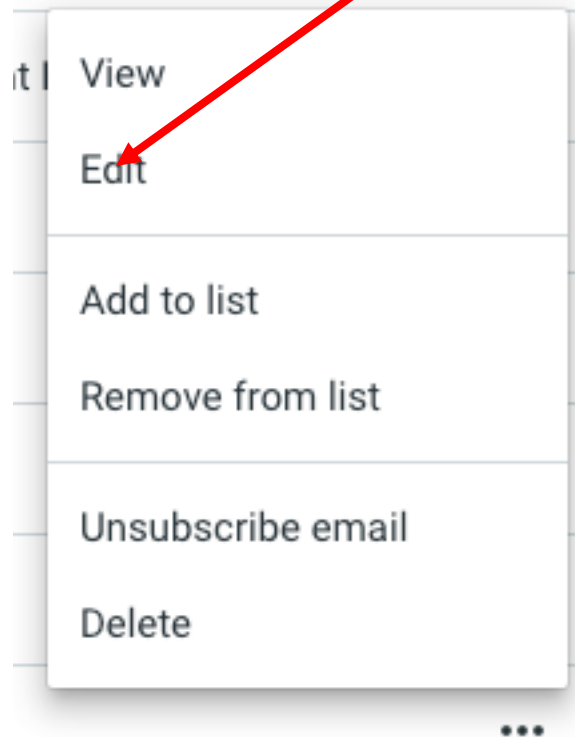 View
Edit
Add to list
Remove from list
Unsubscribe email
Delete